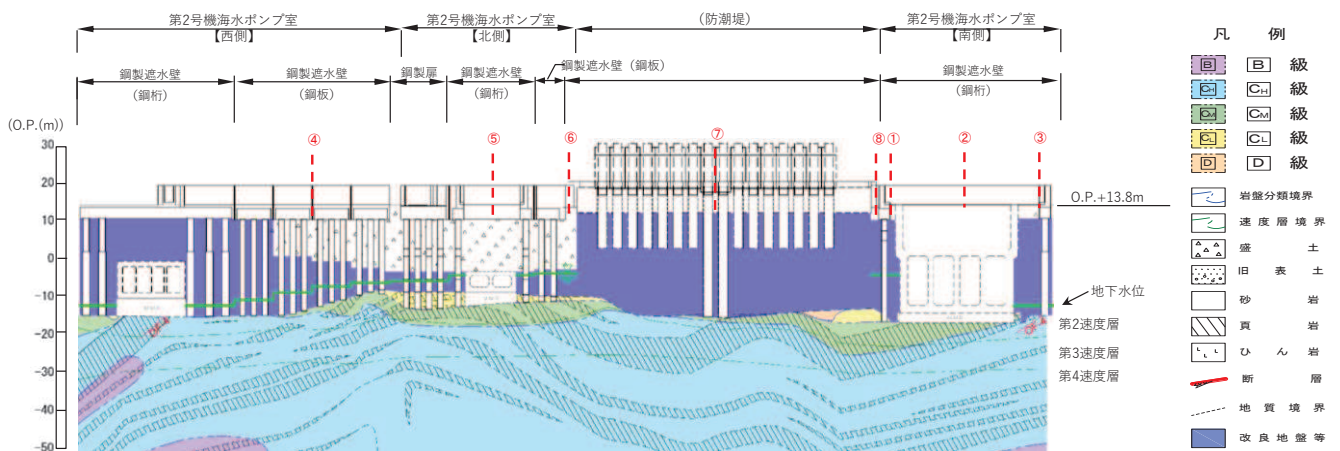 第2号機海水ポンプ室
【西側】
第2号機海水ポンプ室
【北側】
(防潮堤)
第2号機海水ポンプ室
【南側】
鋼製遮水壁
(鋼桁)
鋼製遮水壁
(鋼板)
鋼製扉
鋼製遮水壁
(鋼桁)
鋼製遮水壁(鋼板)
鋼製遮水壁
(鋼桁)
(O.P.(m))
30
20
10
0
-10
-20
-30
-40
-50
④
⑤
⑥
⑦
⑧
①
②
③
O.P.+13.8m
地下水位
第2速度層
第3速度層
第4速度層
凡 例
B B 級
CH CH 級
CM CM 級
CL CL 級
D D 級
岩盤分類境界
速度層境界
盛土
旧表土
砂岩
頁岩
ひん岩
断層
地質境界
改良地盤等